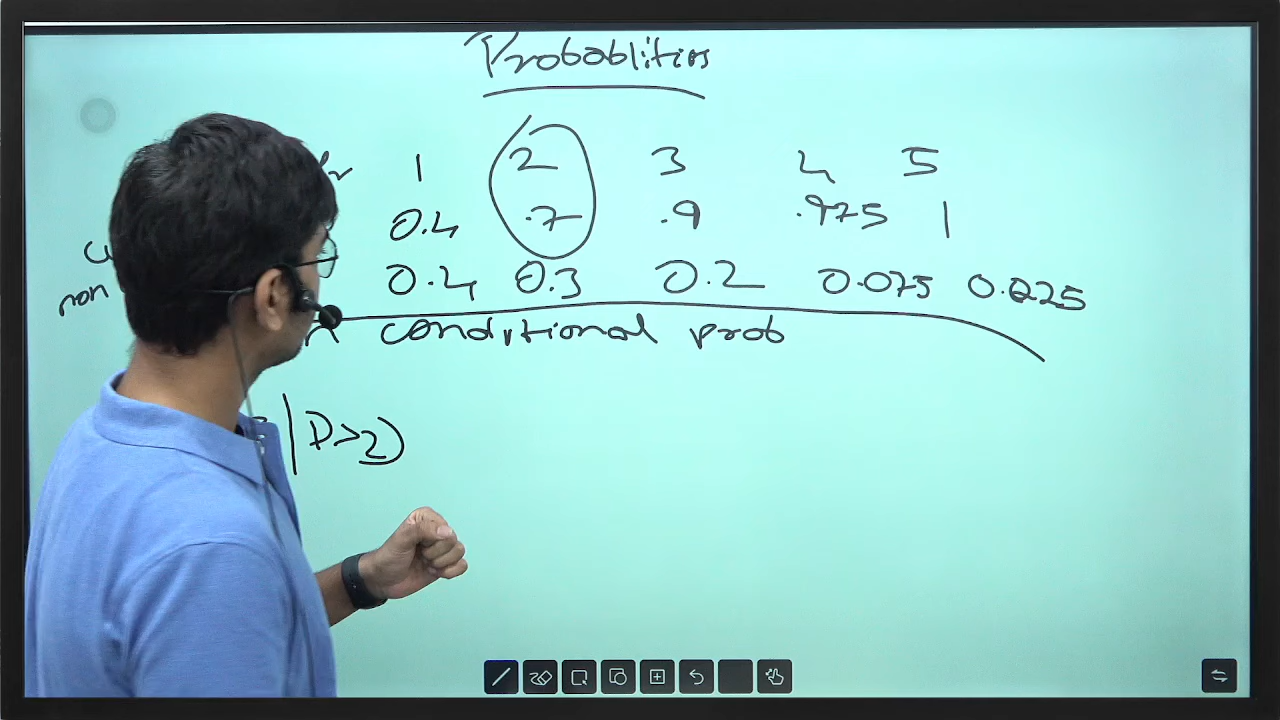 Probablities
1 2 3 4 5
0.4 .7 .9 .975 1
non 0.4 0.3 0.2 0.075 0.025
conditional prob
| D>2)